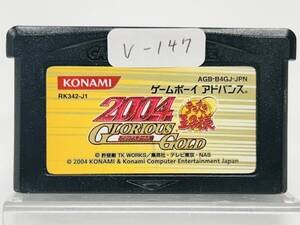 V-147
KONAMI
AGB-B4GJ-JPN
ゲームボーイ アドバンス®
RK342-J1
2004
GLORIOUS GOLD
© 許斐 剛 TK WORKS／集英社・テレビ東京・NAS
© 2004 KONAMI & Konami Computer Entertainment Japan